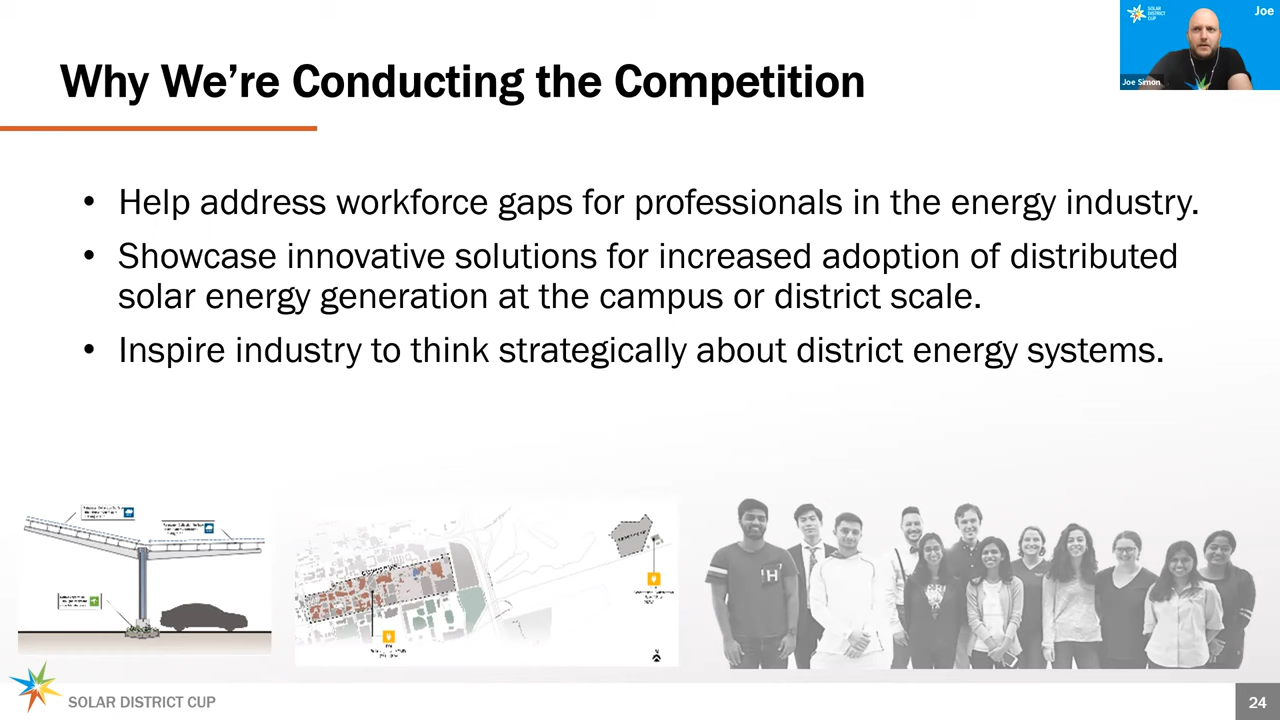 SOLAR
DISTRICT
CUP
Joe
Joe Simon
Why We're Conducting the Competition
• Help address workforce gaps for professionals in the energy industry.
• Showcase innovative solutions for increased adoption of distributed
solar energy generation at the campus or district scale.
• Inspire industry to think strategically about district energy systems.
H
SOLAR DISTRICT CUP
24